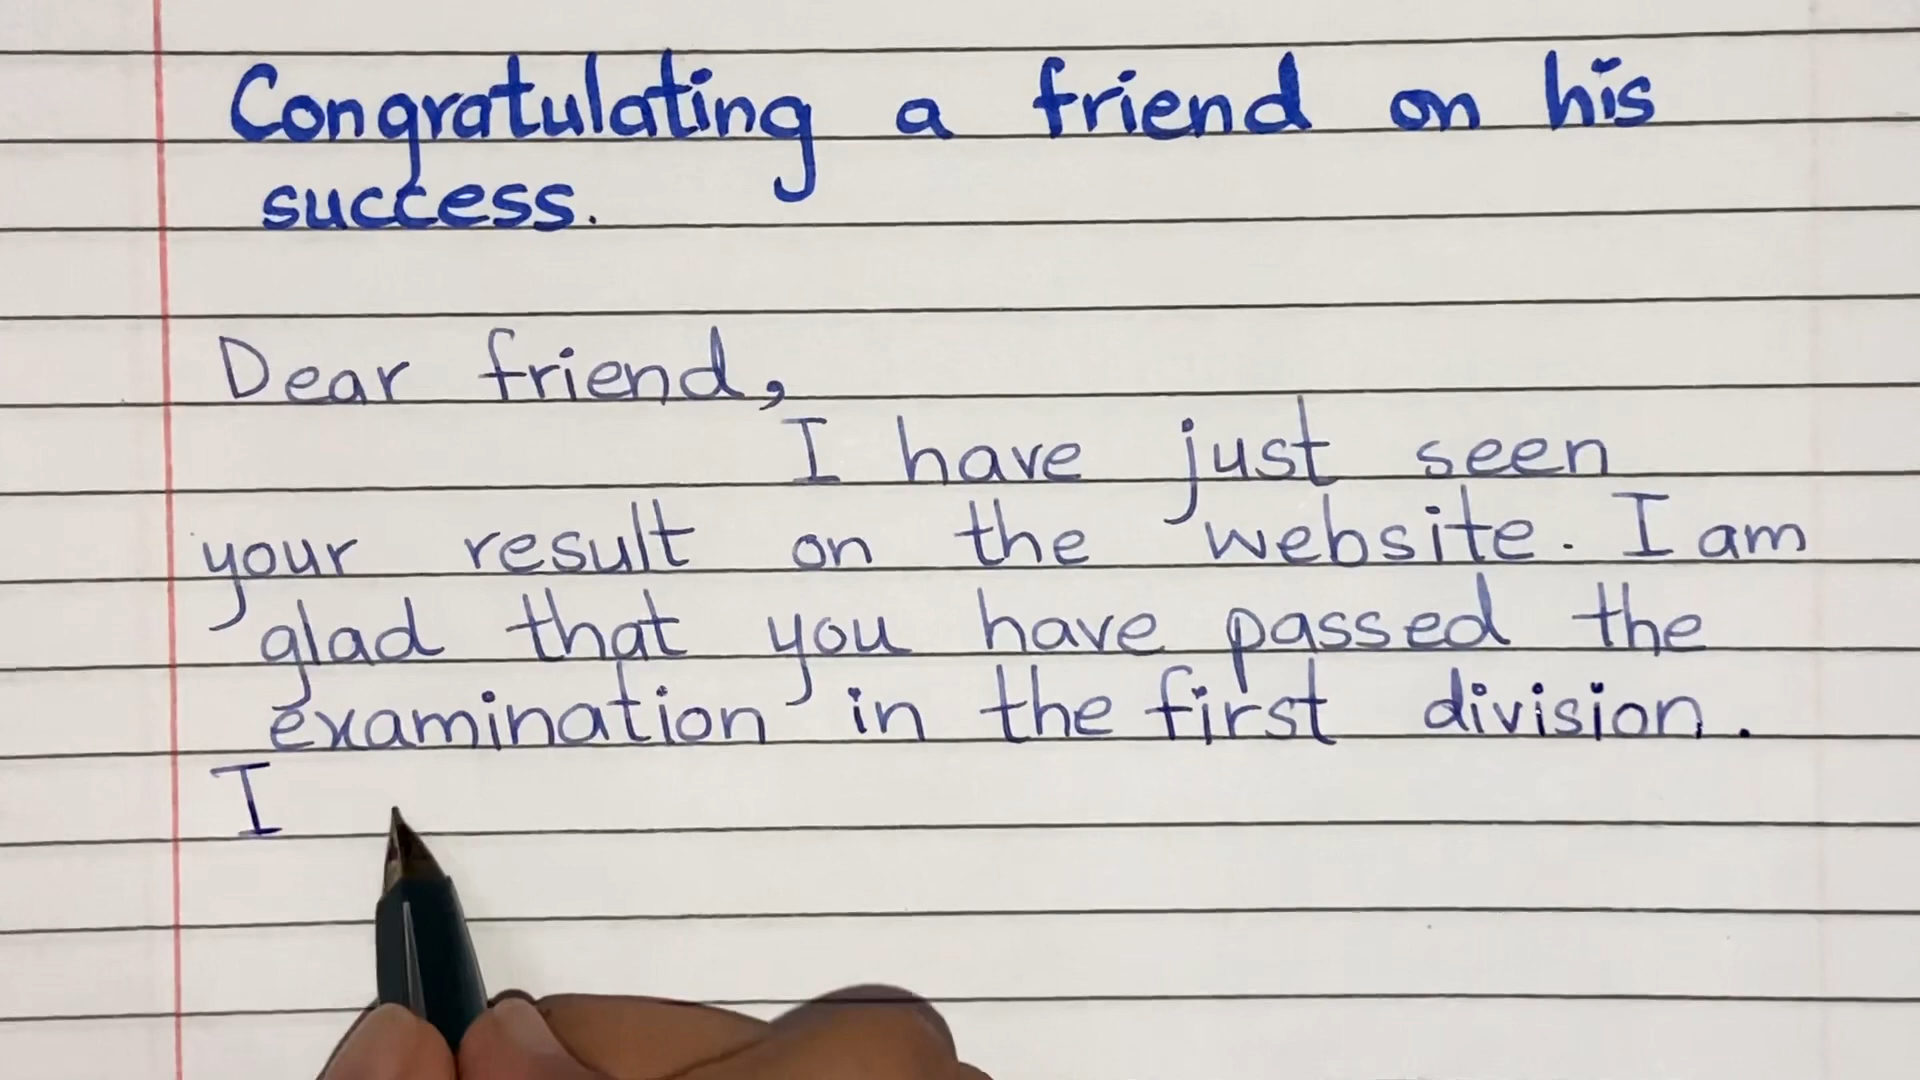 Congratulating a friend on his
success.
Dear friend,
I have just seen
your result on the website. I am
glad that you have passed the
examination in the first division.
I